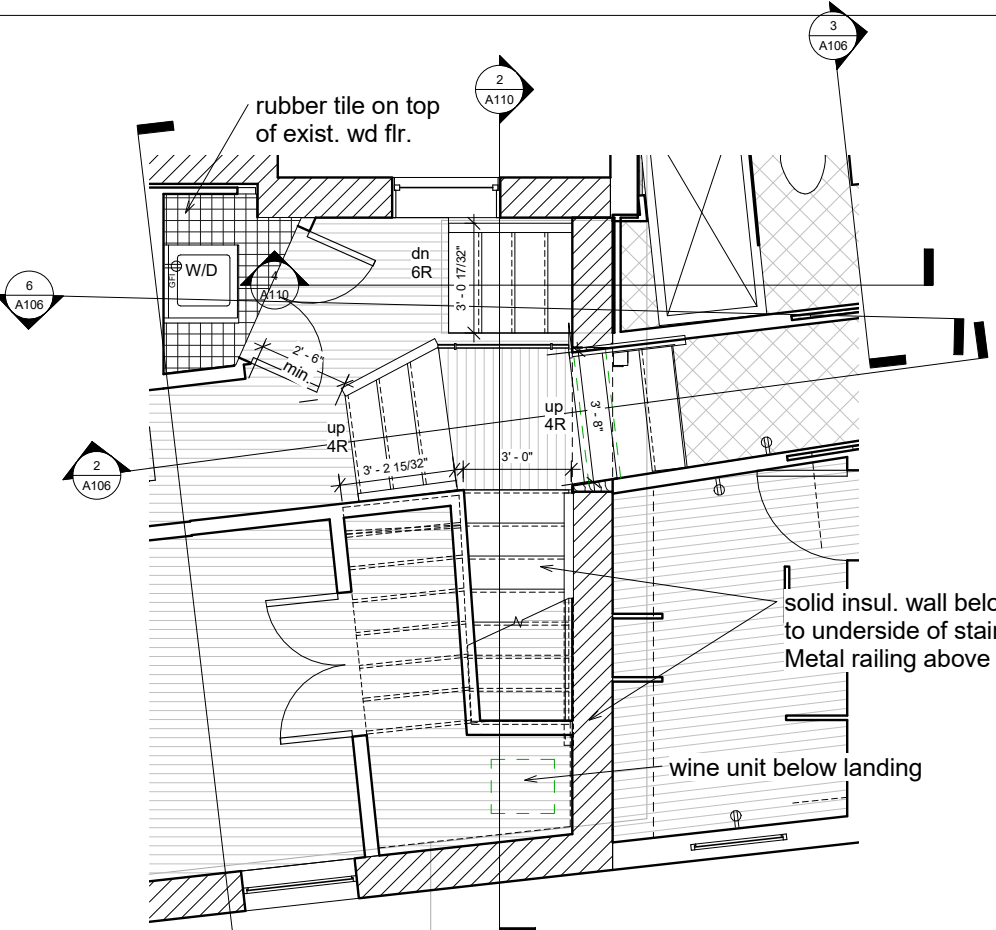 3
A106
2
A110
rubber tile on top
of exist. wd flr.
dn
6R
3' - 0 17/32"
W/D
GFI
4
A110
6
A106
2' - 6"
min.
up
4R
up
4R
3' - 8"
3' - 2 15/32"
3' - 0"
2
A106
solid insul. wall belo
to underside of stair
Metal railing above
wine unit below landing